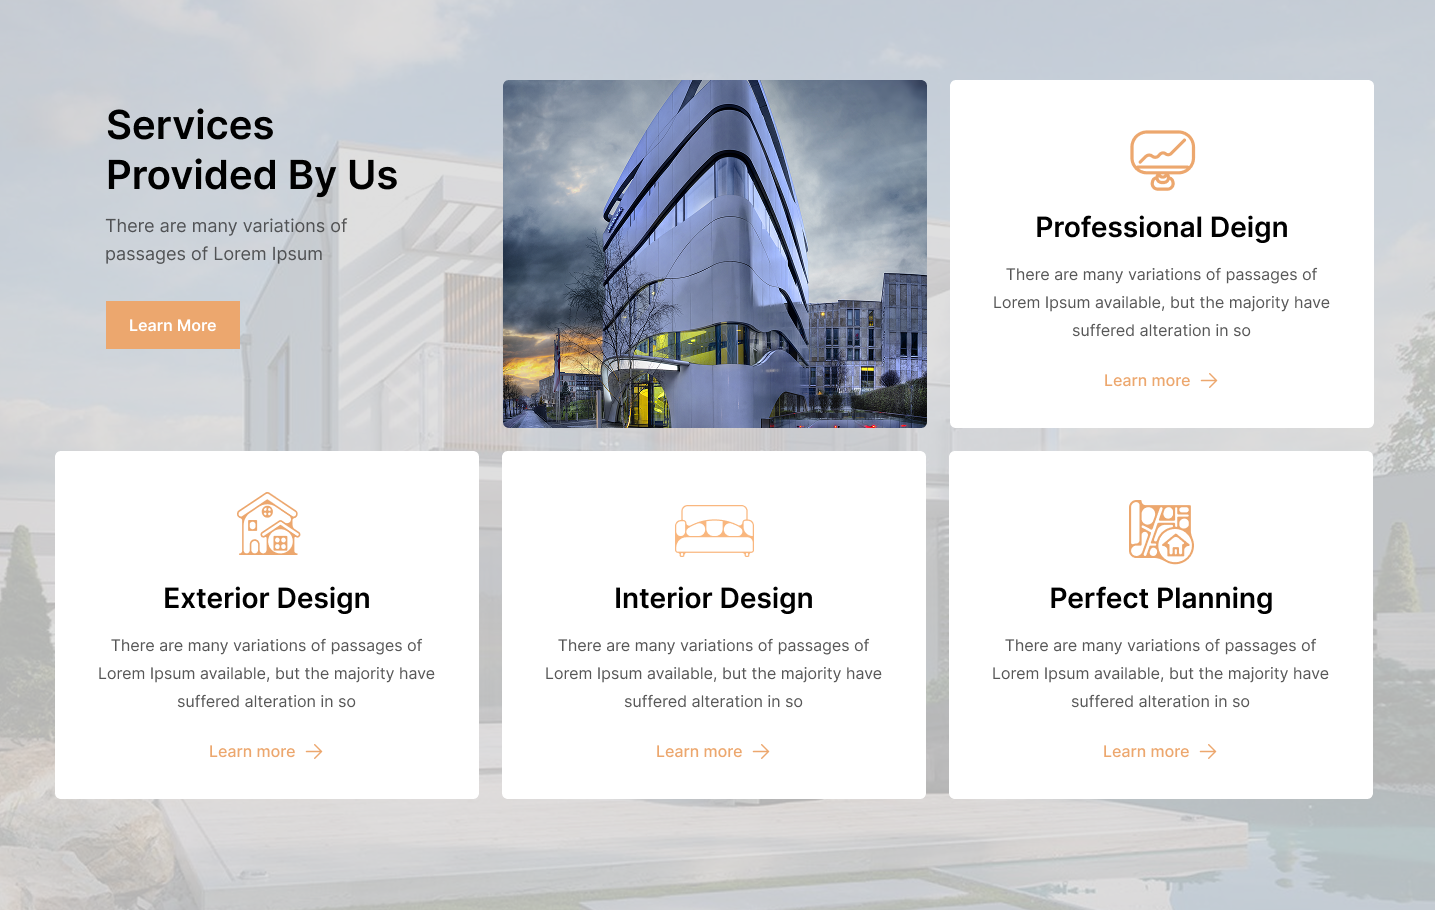 Services
Provided By Us
There are many variations of
passages of Lorem Ipsum
Learn More
Professional Deign
There are many variations of passages of
Lorem Ipsum available, but the majority have
suffered alteration in so
Learn more
Exterior Design
There are many variations of passages of
Lorem Ipsum available, but the majority have
suffered alteration in so
Learn more
Interior Design
There are many variations of passages of
Lorem Ipsum available, but the majority have
suffered alteration in so
Learn more
Perfect Planning
There are many variations of passages of
Lorem Ipsum available, but the majority have
suffered alteration in so
Learn more